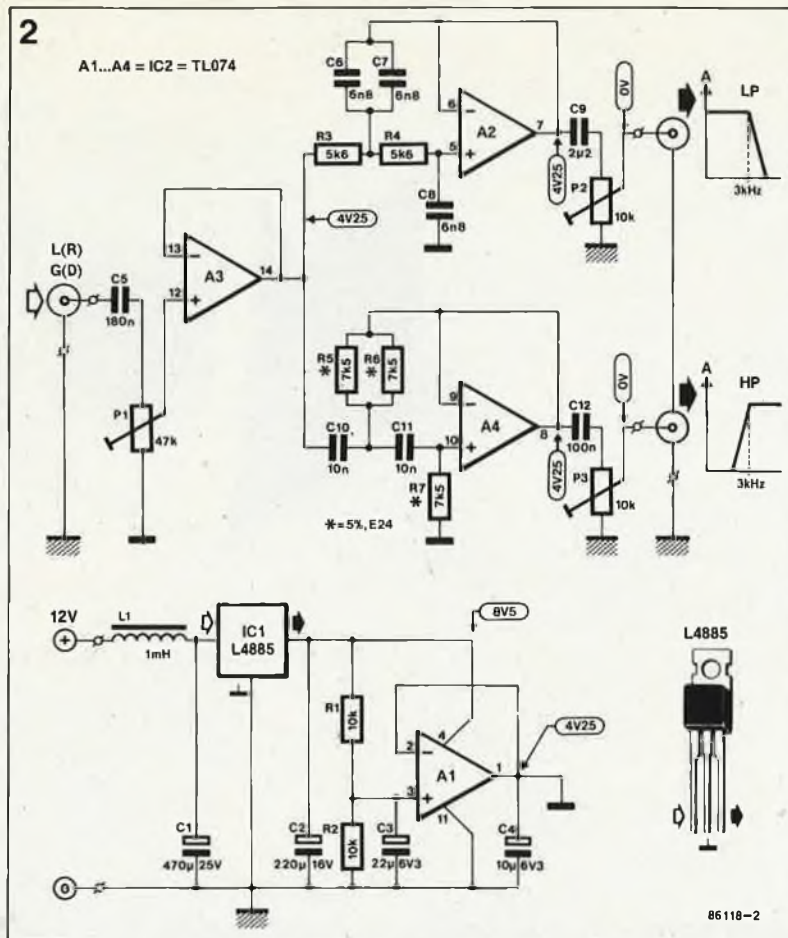 2
A1...A4 = IC2 = TL074
C6
6n8
C7
6n8
R3
5k6
R4
5k6
6
5
A2
7
C9
2µ2
4V25
P2
10k
0V
A
LP
3kHz
C8
6n8
4V25
L(R)
G(D)
C5
180n
13
12
A3
14
P1
47k
R5
*
7k5
R6
*
7k5
C10
10n
C11
10n
9
10
A4
8
C12
100n
4V25
P3
10k
0V
A
HP
3kHz
R7
*
7k5
*=5%, E24
12V
+
L1
1mH
IC1
L4885
8V5
L4885
R1
10k
4
2
3
A1
1
11
4V25
C1
470µ 25V
C2
220µ 16V
R2
10k
C3
22µ 6V3
C4
10µ 6V3
0
86118-2